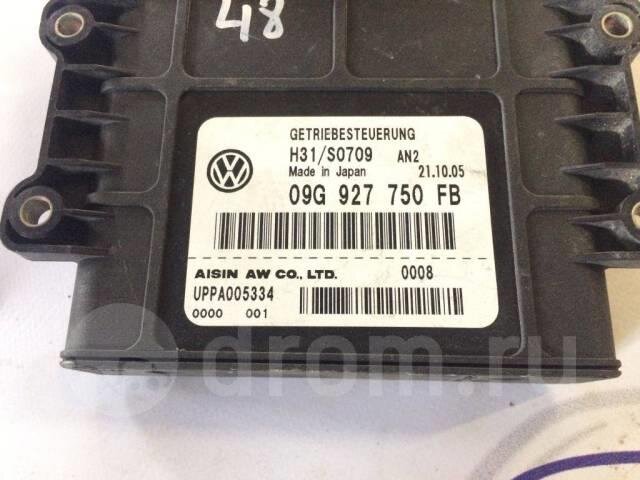 48
GETRIEBESTEUERUNG
H31/S0709 AN2
Made in Japan 21.10.05
09G 927 750 FB
AISIN AW CO., LTD. 0008
UPPA005334
0000 001
drom.ru